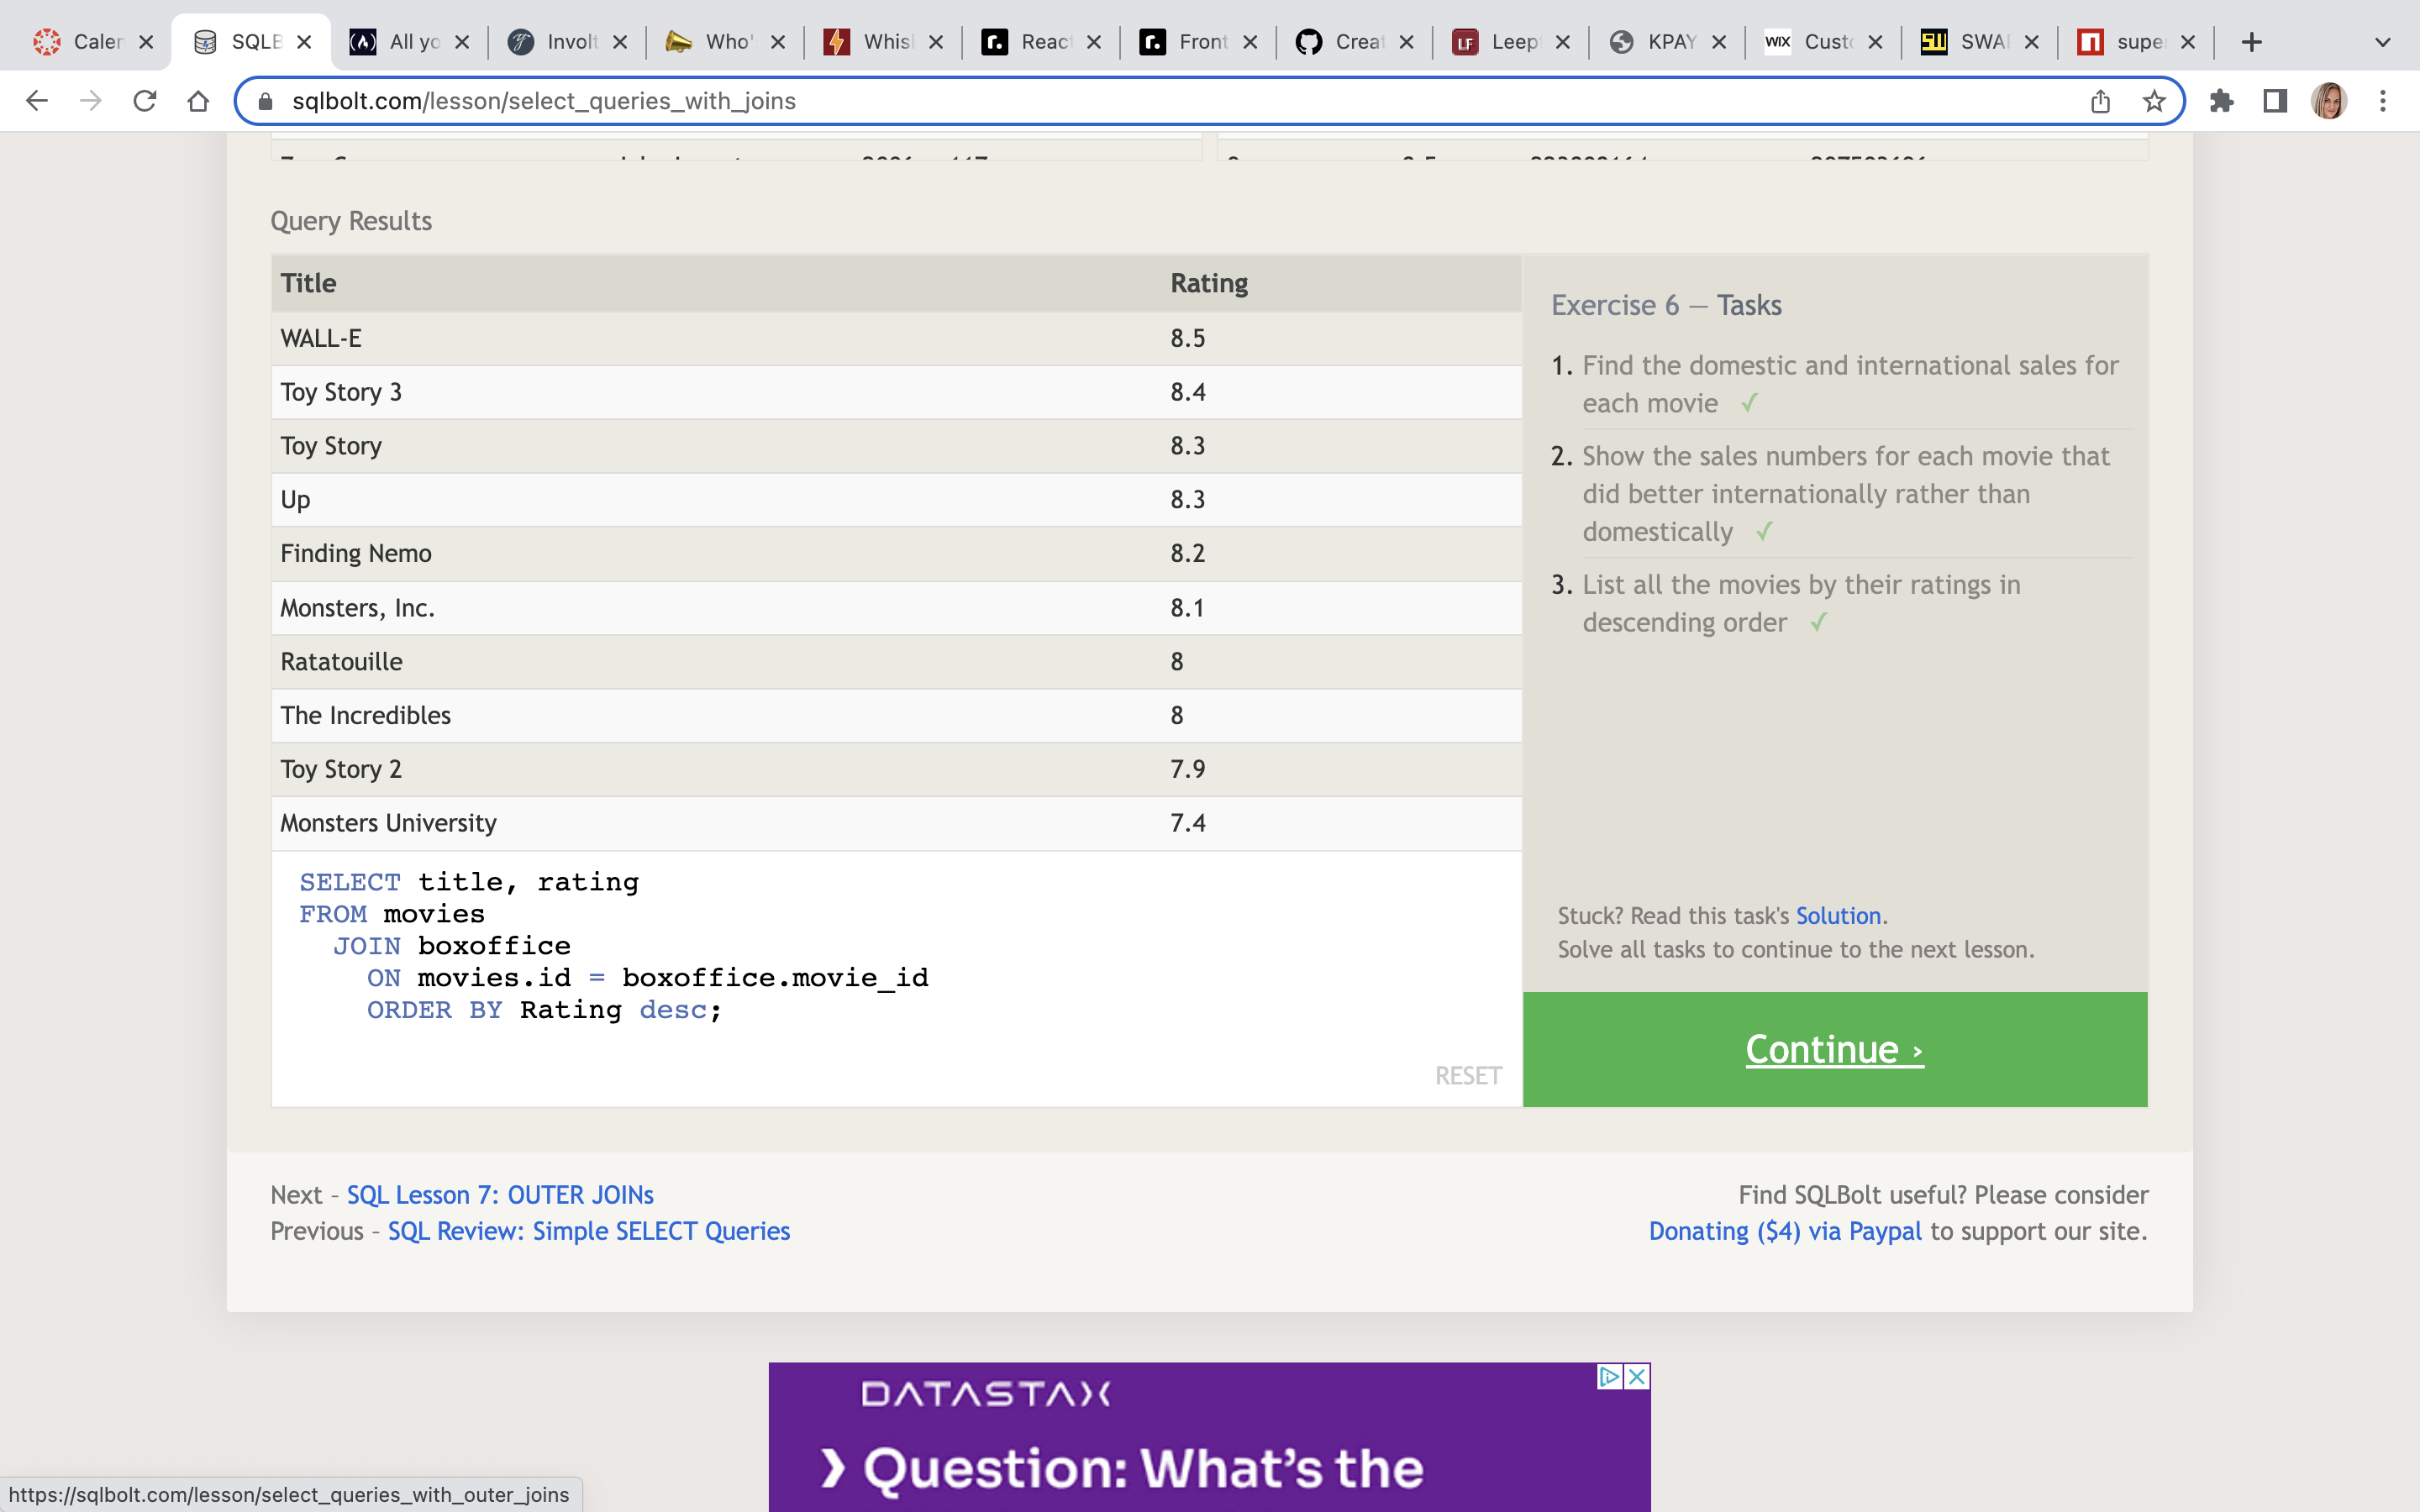 Caler
SQLB
All yo
Involt
Who'
Whisl
Reac
Front
Creat
Leept
KPAY
WIX Custo
SWAI
super
sqlbolt.com/lesson/select_queries_with_joins
Query Results
Title Rating
WALL-E 8.5
Toy Story 3 8.4
Toy Story 8.3
Up 8.3
Finding Nemo 8.2
Monsters, Inc. 8.1
Ratatouille 8
The Incredibles 8
Toy Story 2 7.9
Monsters University 7.4
SELECT title, rating
FROM movies
JOIN boxoffice
ON movies.id = boxoffice.movie_id
ORDER BY Rating desc;
RESET
Exercise 6 — Tasks
1. Find the domestic and international sales for
each movie ✓
2. Show the sales numbers for each movie that
did better internationally rather than
domestically ✓
3. List all the movies by their ratings in
descending order ✓
Stuck? Read this task's Solution.
Solve all tasks to continue to the next lesson.
Continue ›
Next – SQL Lesson 7: OUTER JOINs
Previous – SQL Review: Simple SELECT Queries
Find SQLBolt useful? Please consider
Donating ($4) via Paypal to support our site.
DATASTAX
❯ Question: What's the
https://sqlbolt.com/lesson/select_queries_with_outer_joins